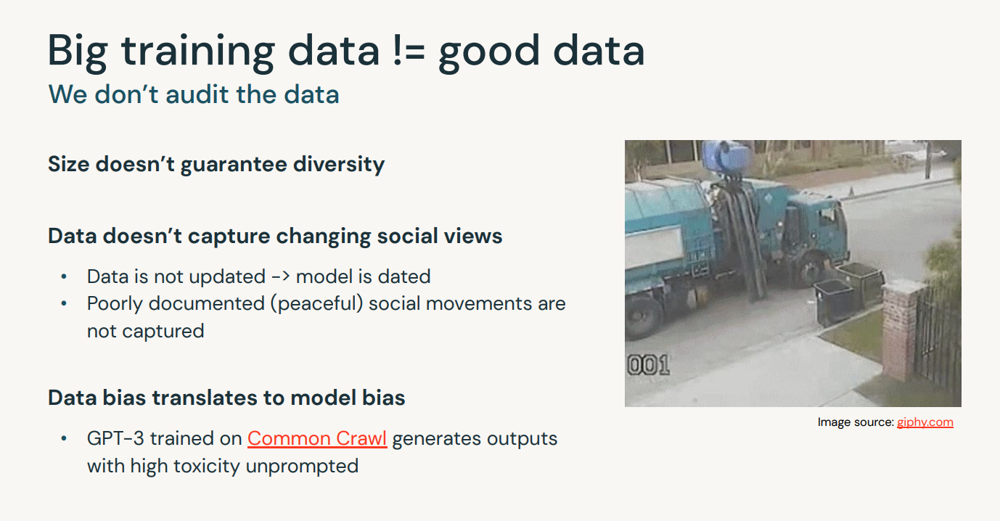 Big training data != good data
We don’t audit the data
Size doesn’t guarantee diversity
Data doesn’t capture changing social views
• Data is not updated -> model is dated
• Poorly documented (peaceful) social movements are
not captured
Data bias translates to model bias
• GPT-3 trained on Common Crawl generates outputs
with high toxicity unprompted
001
Image source: giphy.com